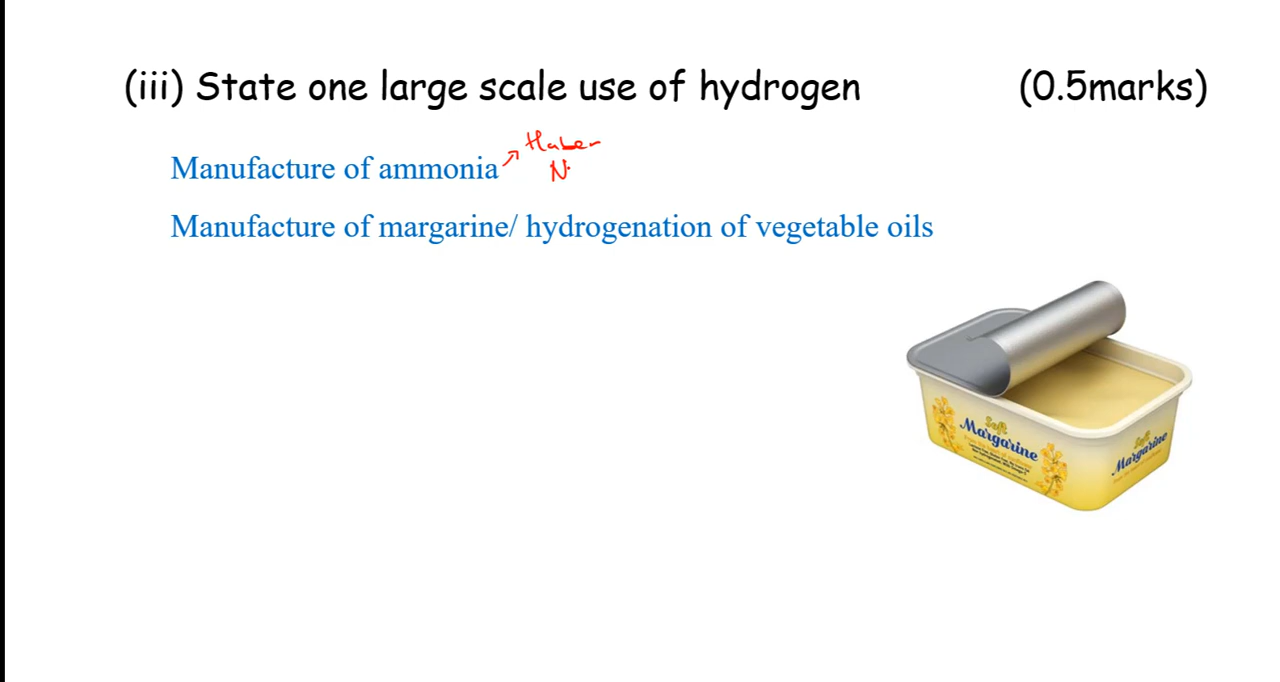 (iii) State one large scale use of hydrogen (0.5marks)
Haber
Manufacture of ammonia
N
Manufacture of margarine/ hydrogenation of vegetable oils
Soft
Margarine
Soft
Margarine